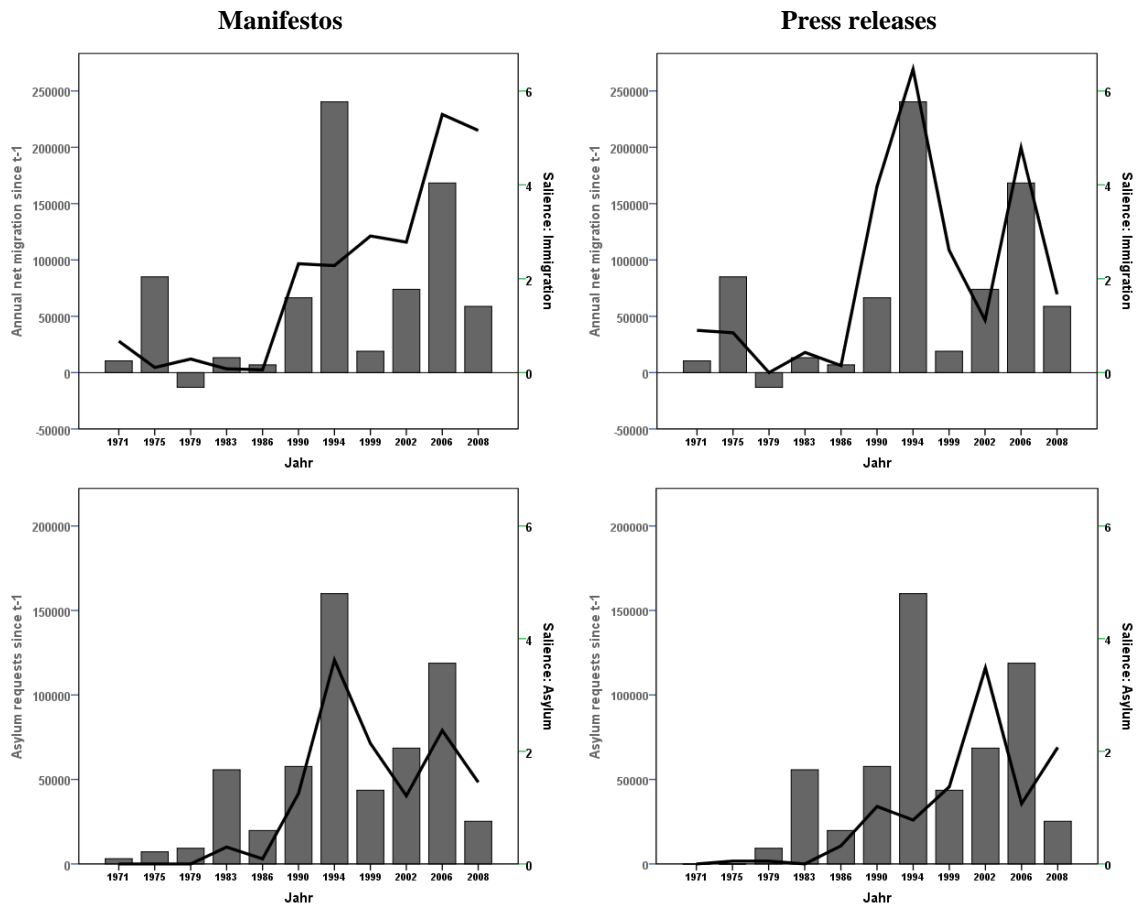 Manifestos
Press releases
Annual net migration since t-1
250000
200000
150000
100000
50000
0
-50000
6
4
2
0
Salience: Immigration
1971 1975 1979 1983 1986 1990 1994 1999 2002 2006 2008
Jahr
Annual net migration since t-1
250000
200000
150000
100000
50000
0
-50000
6
4
2
0
Salience: Immigration
1971 1975 1979 1983 1986 1990 1994 1999 2002 2006 2008
Jahr
Asylum requests since t-1
200000
150000
100000
50000
0
6
4
2
0
Salience: Asylum
1971 1975 1979 1983 1986 1990 1994 1999 2002 2006 2008
Jahr
Asylum requests since t-1
200000
150000
100000
50000
0
6
4
2
0
Salience: Asylum
1971 1975 1979 1983 1986 1990 1994 1999 2002 2006 2008
Jahr